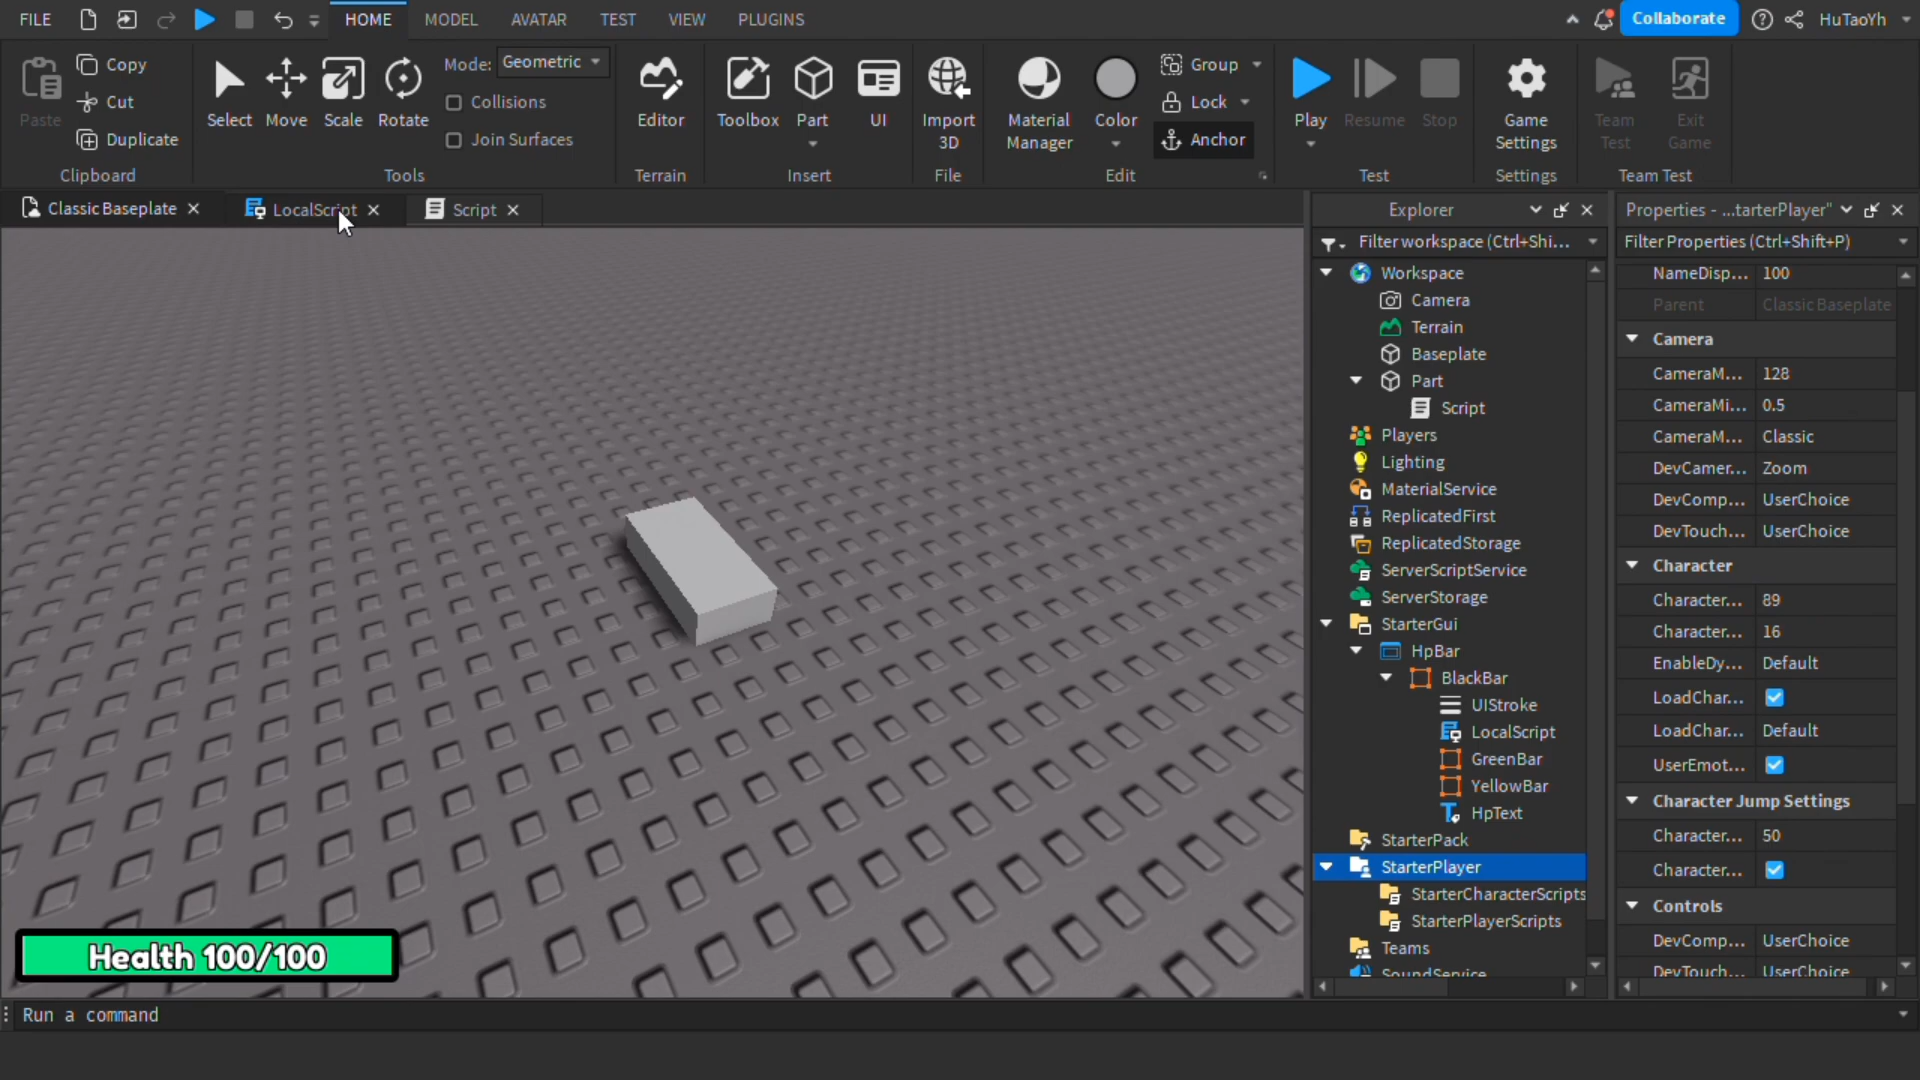 FILE HOME MODEL AVATAR TEST VIEW PLUGINS Collaborate HuTaoYh
Paste Copy Cut Duplicate
Clipboard
Select Move Scale Rotate
Mode: Geometric
Collisions
Join Surfaces
Tools
Editor
Terrain
Toolbox Part UI
Insert
Import 3D
File
Material Manager Color
Group
Lock
Anchor
Edit
Play Resume Stop
Test
Game Settings
Settings
Team Test Exit Game
Team Test
Classic Baseplate LocalScript Script
Health 100/100
Explorer
Filter workspace (Ctrl+Shi...
Workspace
Camera
Terrain
Baseplate
Part
Script
Players
Lighting
MaterialService
ReplicatedFirst
ReplicatedStorage
ServerScriptService
ServerStorage
StarterGui
HpBar
BlackBar
UIStroke
LocalScript
GreenBar
YellowBar
HpText
StarterPack
StarterPlayer
StarterCharacterScripts
StarterPlayerScripts
Teams
SoundService
Properties - ...tarterPlayer"
Filter Properties (Ctrl+Shift+P)
NameDisp... 100
Parent Classic Baseplate
Camera
CameraM... 128
CameraMi... 0.5
CameraM... Classic
DevCamer... Zoom
DevComp... UserChoice
DevTouch... UserChoice
Character
Character... 89
Character... 16
EnableDy... Default
LoadChar...
LoadChar... Default
UserEmot...
Character Jump Settings
Character... 50
Character...
Controls
DevComp... UserChoice
DevTouch... UserChoice
Run a command